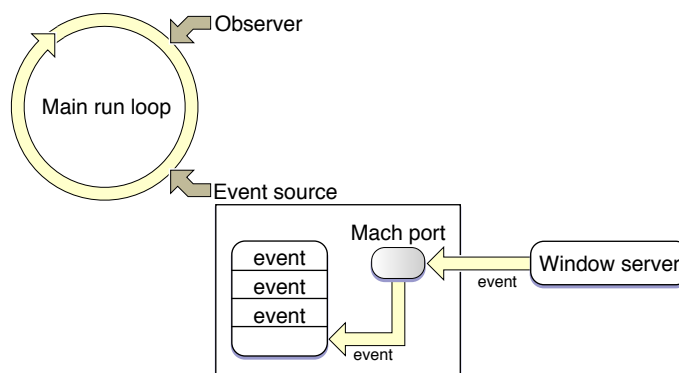 Observer
Main run loop
Event source
Mach port
event
event
event
Window server
event
event